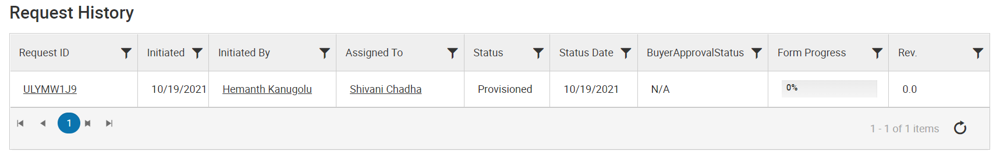 Request History
Request ID Initiated Initiated By Assigned To Status Status Date BuyerApprovalStatus Form Progress Rev.
ULYMW1J9 10/19/2021 Hemanth Kanugolu Shivani Chadha Provisioned 10/19/2021 N/A 0% 0.0
1 1 - 1 of 1 items